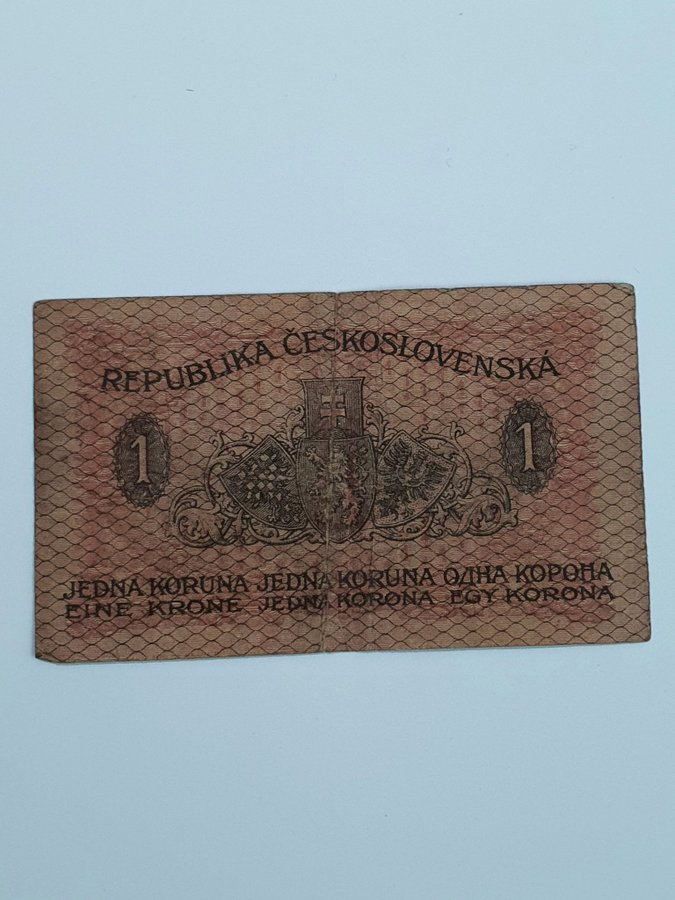 REPUBLIKA ČESKOSLOVENSKÁ
1 1
JEDNA KORUNA JEDNA KORUNA ОДНА КОРОНА
EINE KRONE JEDNA KORONA EGY KORONA